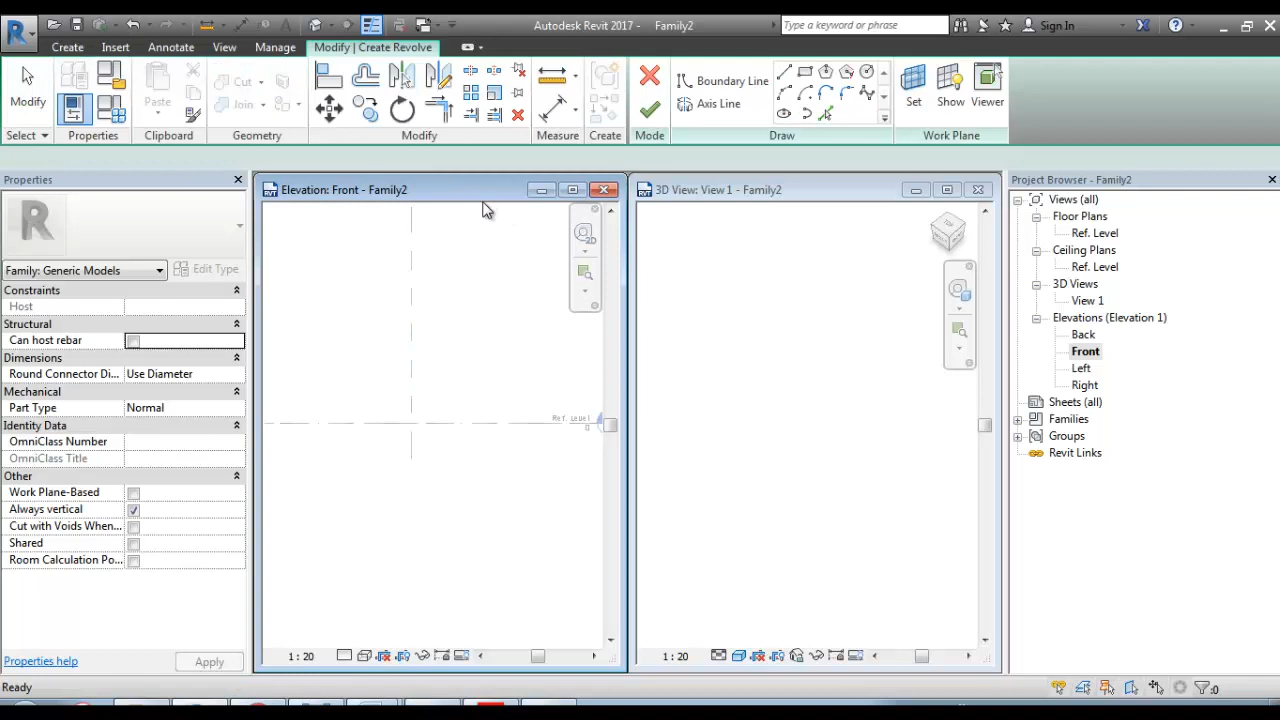 Autodesk Revit 2017 - Family2
Type a keyword or phrase
Sign In
Create Insert Annotate View Manage Modify | Create Revolve
Modify
Paste
Cut
Join
Boundary Line
Axis Line
Set Show Viewer
Select Properties Clipboard Geometry Modify Measure Create Mode Draw Work Plane
Properties
Family: Generic Models
Edit Type
Constraints
Host
Structural
Can host rebar
Dimensions
Round Connector Di... Use Diameter
Mechanical
Part Type Normal
Identity Data
OmniClass Number
OmniClass Title
Other
Work Plane-Based
Always vertical
Cut with Voids When...
Shared
Room Calculation Po...
Properties help
Apply
Elevation: Front - Family2
2D
Ref. Level
1 : 20
3D View: View 1 - Family2
1 : 20
Project Browser - Family2
Views (all)
Floor Plans
Ref. Level
Ceiling Plans
Ref. Level
3D Views
View 1
Elevations (Elevation 1)
Back
Front
Left
Right
Sheets (all)
Families
Groups
Revit Links
Ready
:0